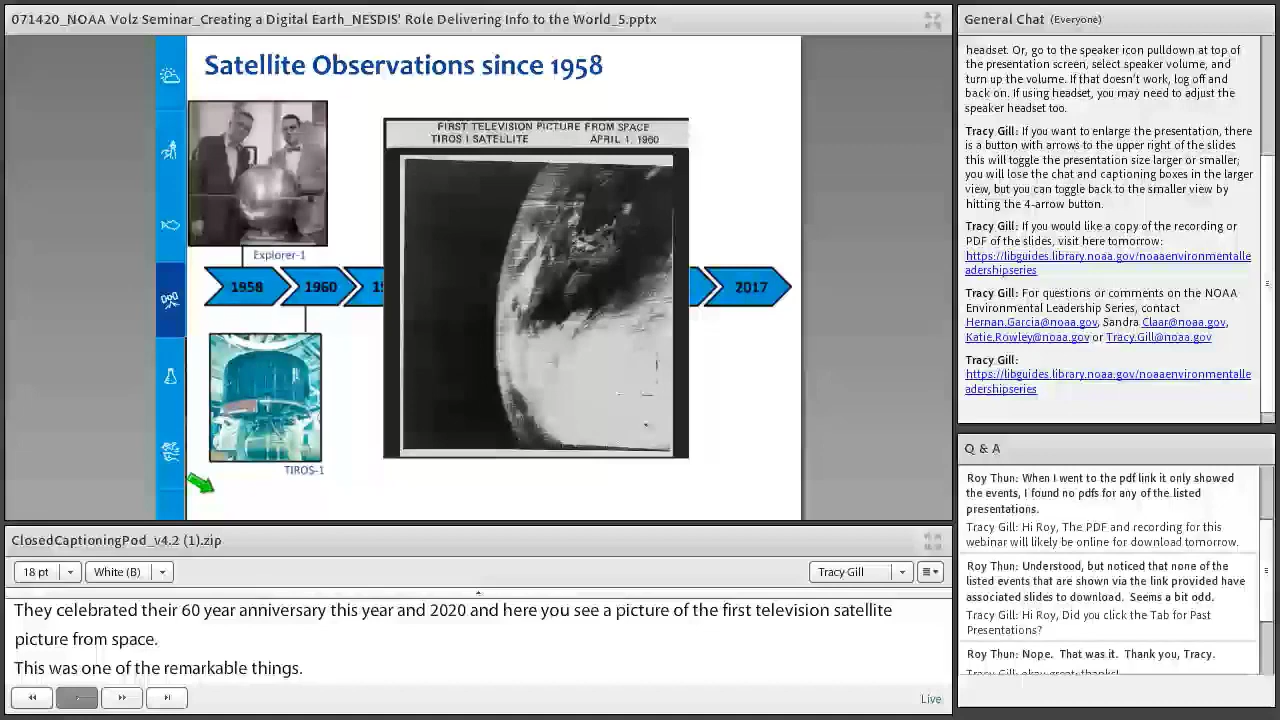 071420_NOAA Volz Seminar_Creating a Digital Earth_NESDIS' Role Delivering Info to the World_5.pptx
Satellite Observations since 1958
FIRST TELEVISION PICTURE FROM SPACE
TIROS I SATELLITE APRIL 1, 1960
Explorer-1
1958 1960 2017
TIROS-1
ClosedCaptioningPod_v4.2 (1).zip
18 pt White (B) Tracy Gill
They celebrated their 60 year anniversary this year and 2020 and here you see a picture of the first television satellite
picture from space.
This was one of the remarkable things.
Live
General Chat (Everyone)
headset. Or, go to the speaker icon pulldown at top of
the presentation screen, select speaker volume, and
turn up the volume. If that doesn't work, log off and
back on. If using headset, you may need to adjust the
speaker headset too.
Tracy Gill: If you want to enlarge the presentation, there
is a button with arrows to the upper right of the slides
this will toggle the presentation size larger or smaller;
you will lose the chat and captioning boxes in the larger
view, but you can toggle back to the smaller view by
hitting the 4-arrow button.
Tracy Gill: If you would like a copy of the recording or
PDF of the slides, visit here tomorrow:
https://libguides.library.noaa.gov/noaaenvironmentalle
adershipseries
Tracy Gill: For questions or comments on the NOAA
Environmental Leadership Series, contact
Hernan.Garcia@noaa.gov, Sandra Claar@noaa.gov,
Katie.Rowley@noaa.gov or Tracy.Gill@noaa.gov
Tracy Gill:
https://libguides.library.noaa.gov/noaaenvironmentalle
adershipseries
Q & A
Roy Thun: When I went to the pdf link it only showed
the events, I found no pdfs for any of the listed
presentations.
Tracy Gill: Hi Roy, The PDF and recording for this
webinar will likely be online for download tomorrow.
Roy Thun: Understood, but noticed that none of the
listed events that are shown via the link provided have
associated slides to download. Seems a bit odd.
Tracy Gill: Hi Roy, Did you click the Tab for Past
Presentations?
Roy Thun: Nope. That was it. Thank you, Tracy.
Tracy Gill: okay great; thanks!